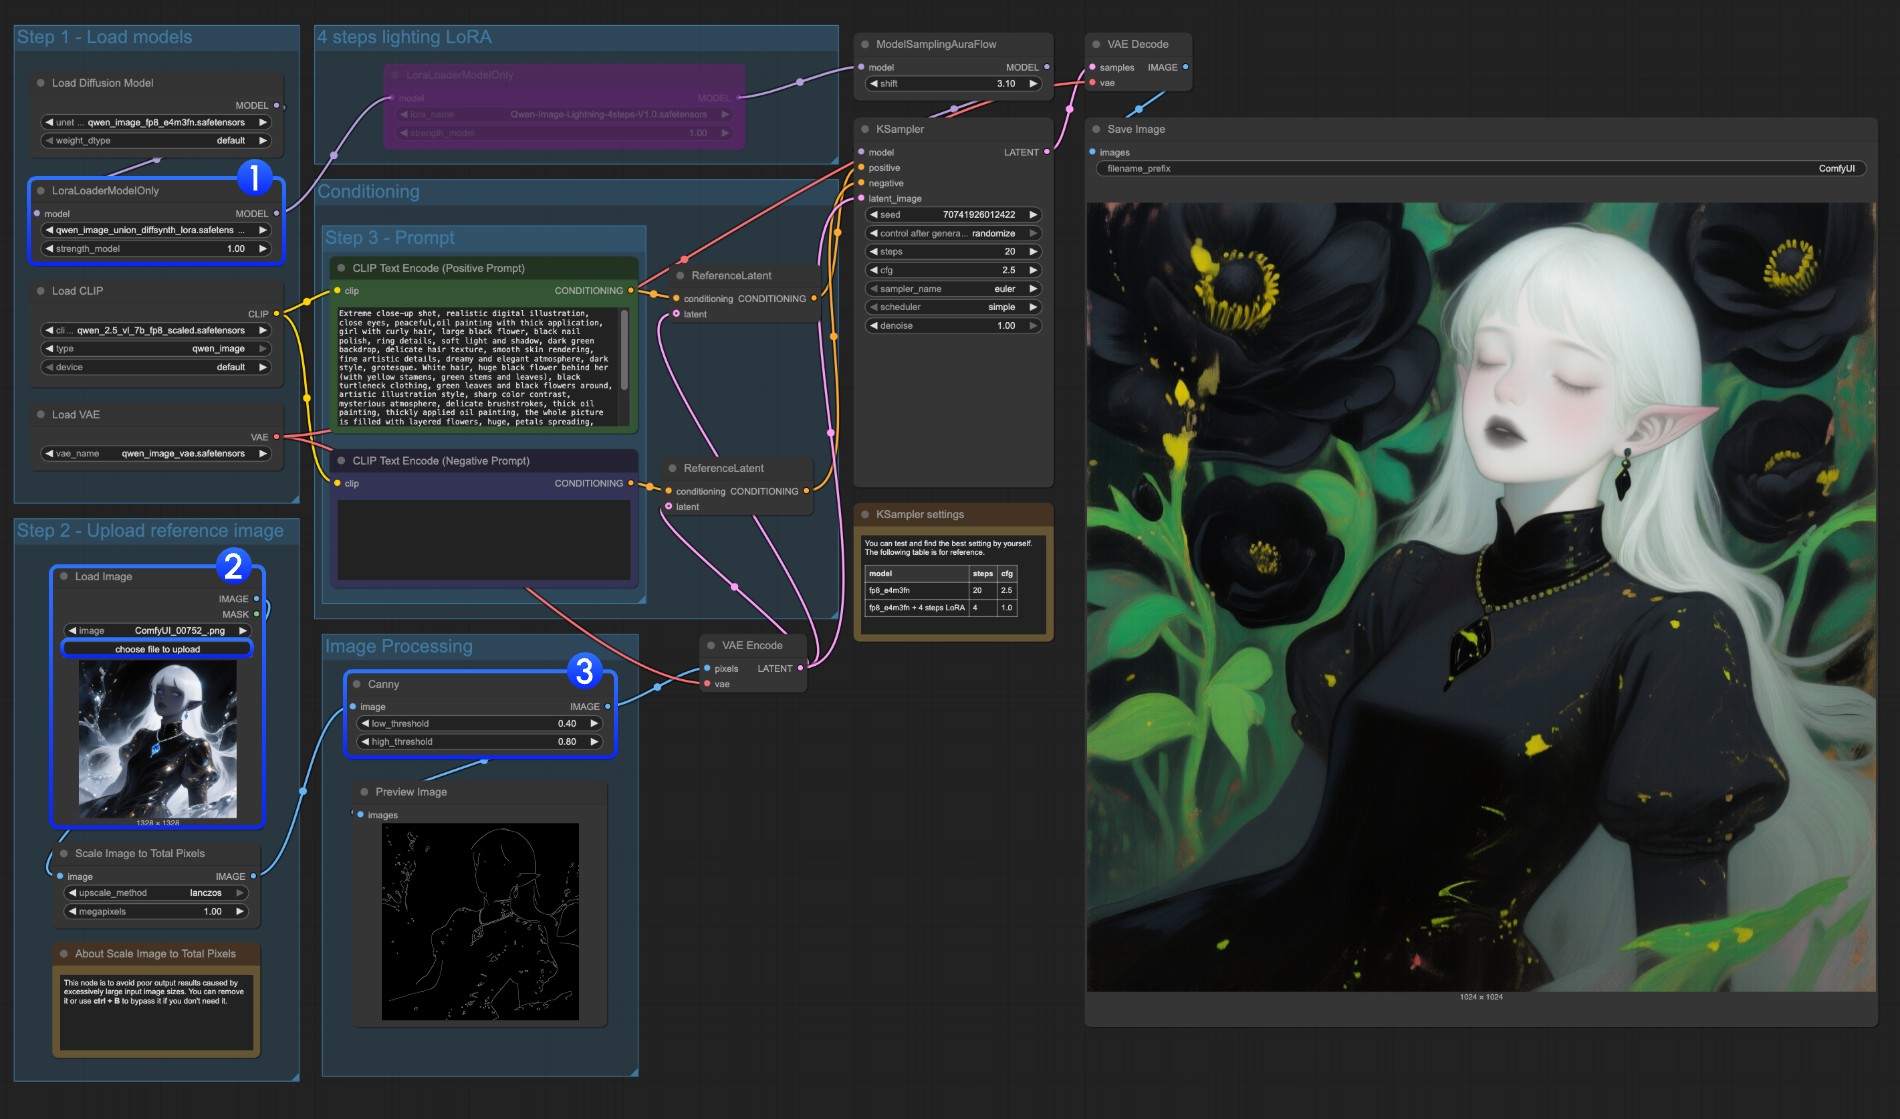 Step 1 - Load models
Load Diffusion Model
MODEL
unet ... qwen_image_fp8_e4m3fn.safetensors
weight_dtype default
LoraLoaderModelOnly
1
model MODEL
qwen_image_union_diffsynth_lora.safetens ...
strength_model 1.00
Load CLIP
CLIP
cli ... qwen_2.5_vl_7b_fp8_scaled.safetensors
type qwen_image
device default
Load VAE
VAE
vae_name qwen_image_vae.safetensors
Step 2 - Upload reference image
2
Load Image
IMAGE
MASK
image ComfyUI_00752_.png
choose file to upload
1328 × 1328
Scale Image to Total Pixels
image IMAGE
upscale_method lanczos
megapixels 1.00
About Scale Image to Total Pixels
This node is to avoid poor output results caused by
excessively large input image sizes. You can remove
it or use ctrl + B to bypass it if you don't need it.
4 steps lighting LoRA
LoraLoaderModelOnly
model MODEL
lora_name Qwen-Image-Lightning-4steps-V1.0.safetensors
strength_model 1.00
Conditioning
Step 3 - Prompt
CLIP Text Encode (Positive Prompt)
clip CONDITIONING
Extreme close-up shot, realistic digital illustration,
close eyes, peaceful,oil painting with thick application,
girl with curly hair, large black flower, black nail
polish, ring details, soft light and shadow, dark green
backdrop, delicate hair texture, smooth skin rendering,
fine artistic details, dreamy and elegant atmosphere, dark
style, grotesque. White hair, huge black flower behind her
(with yellow stamens, green stems and leaves), black
turtleneck clothing, green leaves and black flowers around,
artistic illustration style, sharp color contrast,
mysterious atmosphere, delicate brushstrokes, thick oil
painting, thickly applied oil painting, the whole picture
is filled with layered flowers, huge, petals spreading,
CLIP Text Encode (Negative Prompt)
clip CONDITIONING
ReferenceLatent
conditioning CONDITIONING
latent
ReferenceLatent
conditioning CONDITIONING
latent
Image Processing
3
Canny
image IMAGE
low_threshold 0.40
high_threshold 0.80
Preview Image
images
VAE Encode
pixels LATENT
vae
ModelSamplingAuraFlow
model MODEL
shift 3.10
KSampler
model LATENT
positive
negative
latent_image
seed 70741926012422
control after genera... randomize
steps 20
cfg 2.5
sampler_name euler
scheduler simple
denoise 1.00
KSampler settings
You can test and find the best setting by yourself.
The following table is for reference.
model steps cfg
fp8_e4m3fn 20 2.5
fp8_e4m3fn + 4 steps LoRA 4 1.0
VAE Decode
samples IMAGE
vae
Save Image
images
filename_prefix ComfyUI
1024 × 1024